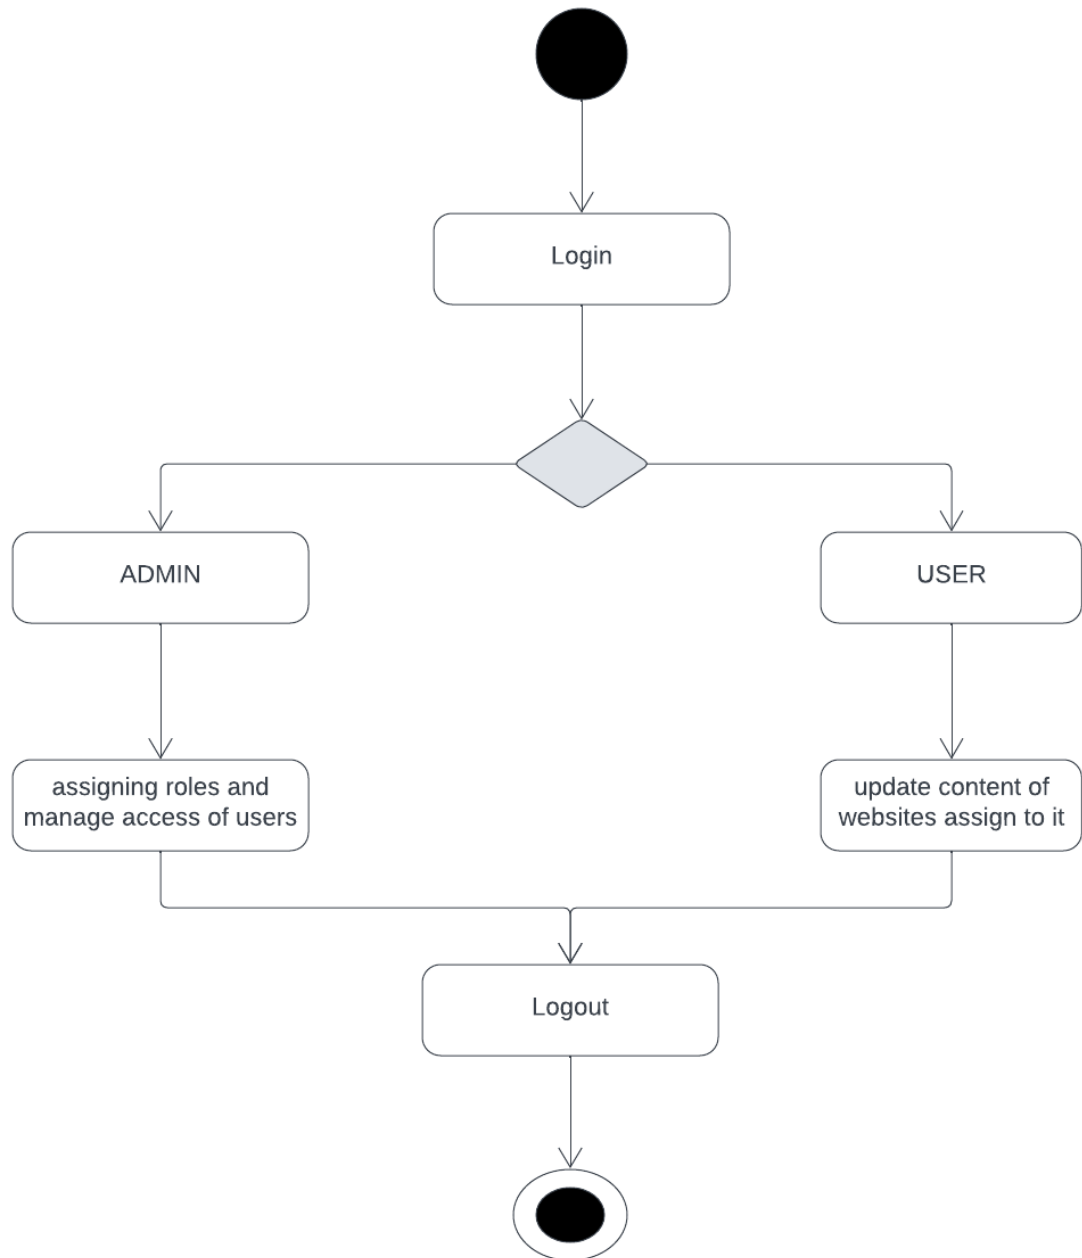 Login
ADMIN
USER
assigning roles and
manage access of users
update content of
websites assign to it
Logout